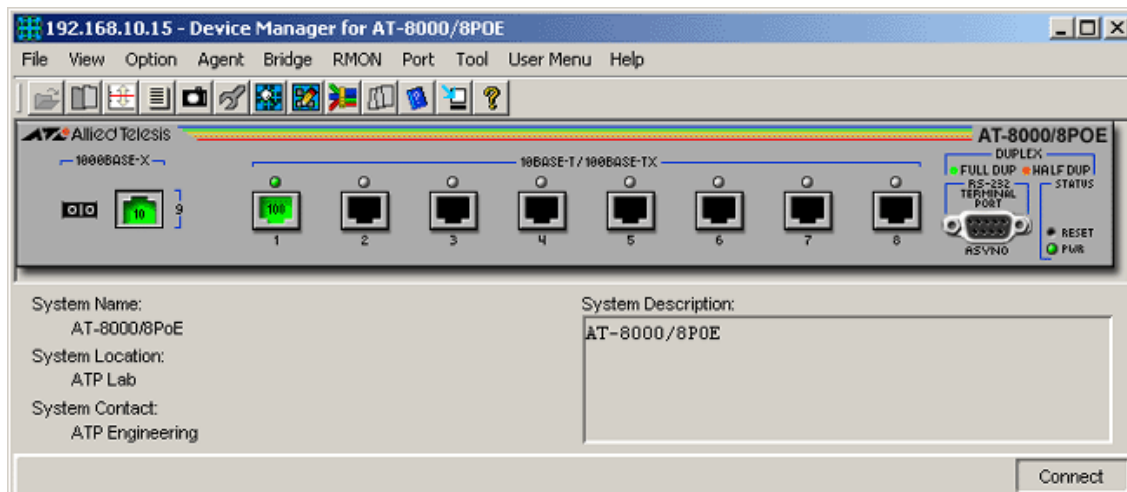 192.168.10.15 - Device Manager for AT-8000/8POE
File View Option Agent Bridge RMON Port Tool User Menu Help
Allied Telesis
AT-8000/8POE
1000BASE-X
10BASE-T/100BASE-TX
DUPLEX
FULL DUP HALF DUP
RS-232 TERMINAL PORT
STATUS
10
9
100
1 2 3 4 5 6 7 8
RESET
PWR
ASYNO
System Name:
AT-8000/8PoE
System Location:
ATP Lab
System Contact:
ATP Engineering
System Description:
AT-8000/8POE
Connect